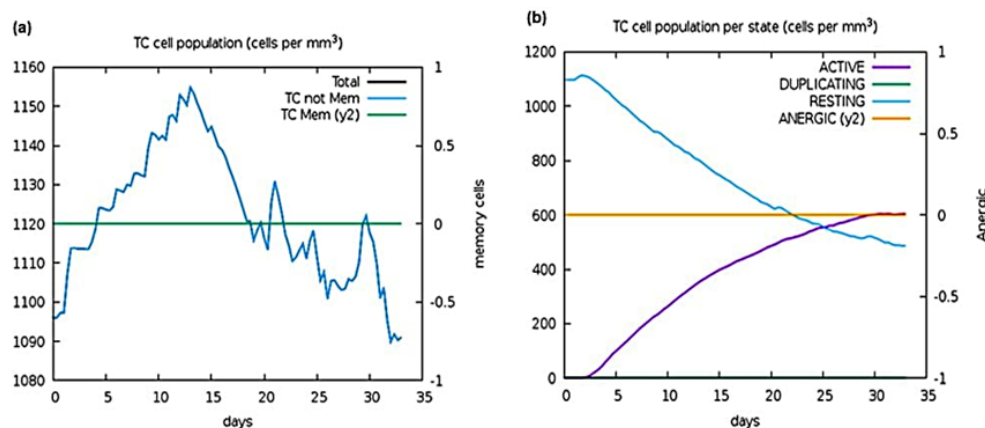 (a)
TC cell population (cells per mm³)
1160
1150
1140
1130
1120
1110
1100
1090
1080
1
0.5
0
-0.5
-1
Total
TC not Mem
TC Mem (y2)
memory cells
0 5 10 15 20 25 30 35
days
(b)
TC cell population per state (cells per mm³)
1200
1000
800
600
400
200
0
1
0.5
0
-0.5
-1
ACTIVE
DUPLICATING
RESTING
ANERGIC (y2)
Anergic
0 5 10 15 20 25 30 35
days